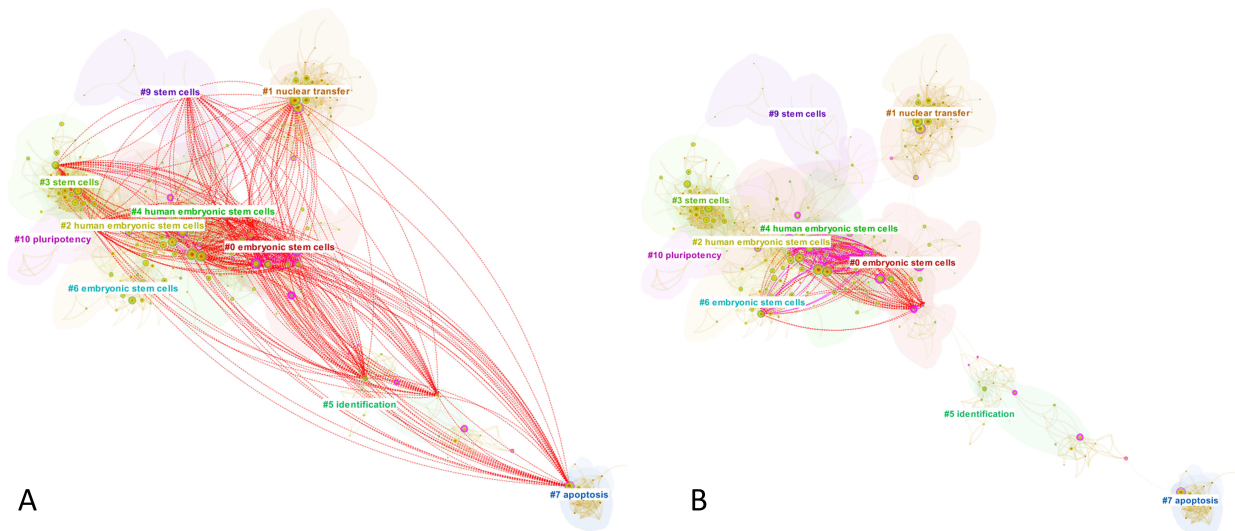 #9 stem cells
#1 nuclear transfer
#3 stem cells
#4 human embryonic stem cells
#2 human embryonic stem cells
#10 pluripotency
#0 embryonic stem cells
#6 embryonic stem cells
#5 identification
#7 apoptosis
A
#9 stem cells
#1 nuclear transfer
#3 stem cells
#4 human embryonic stem cells
#2 human embryonic stem cells
#10 pluripotency
#0 embryonic stem cells
#6 embryonic stem cells
#5 identification
#7 apoptosis
B